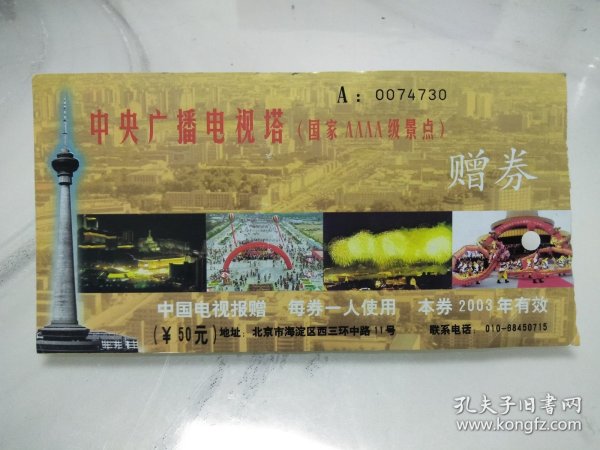 A: 0074730
中央广播电视塔（国家AAAA级景点）
赠券
中国电视报赠 每券一人使用 本券2003年有效
（￥50元）地址：北京市海淀区西三环中路11号 联系电话：010-68450715
孔夫子旧书网
www.kongfz.com